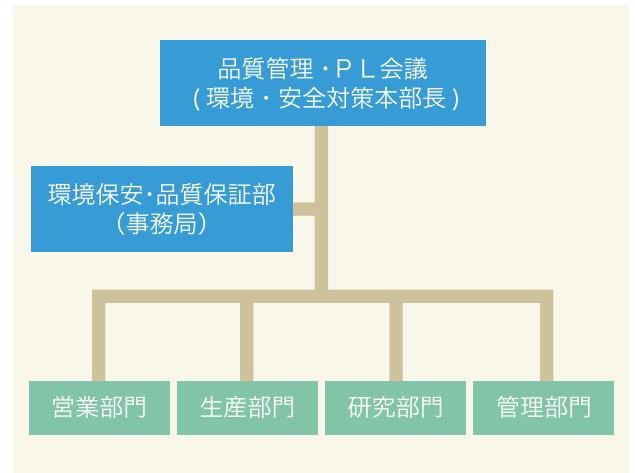 品質管理・ＰＬ会議
(環境・安全対策本部長)
環境保安・品質保証部
（事務局）
営業部門
生産部門
研究部門
管理部門